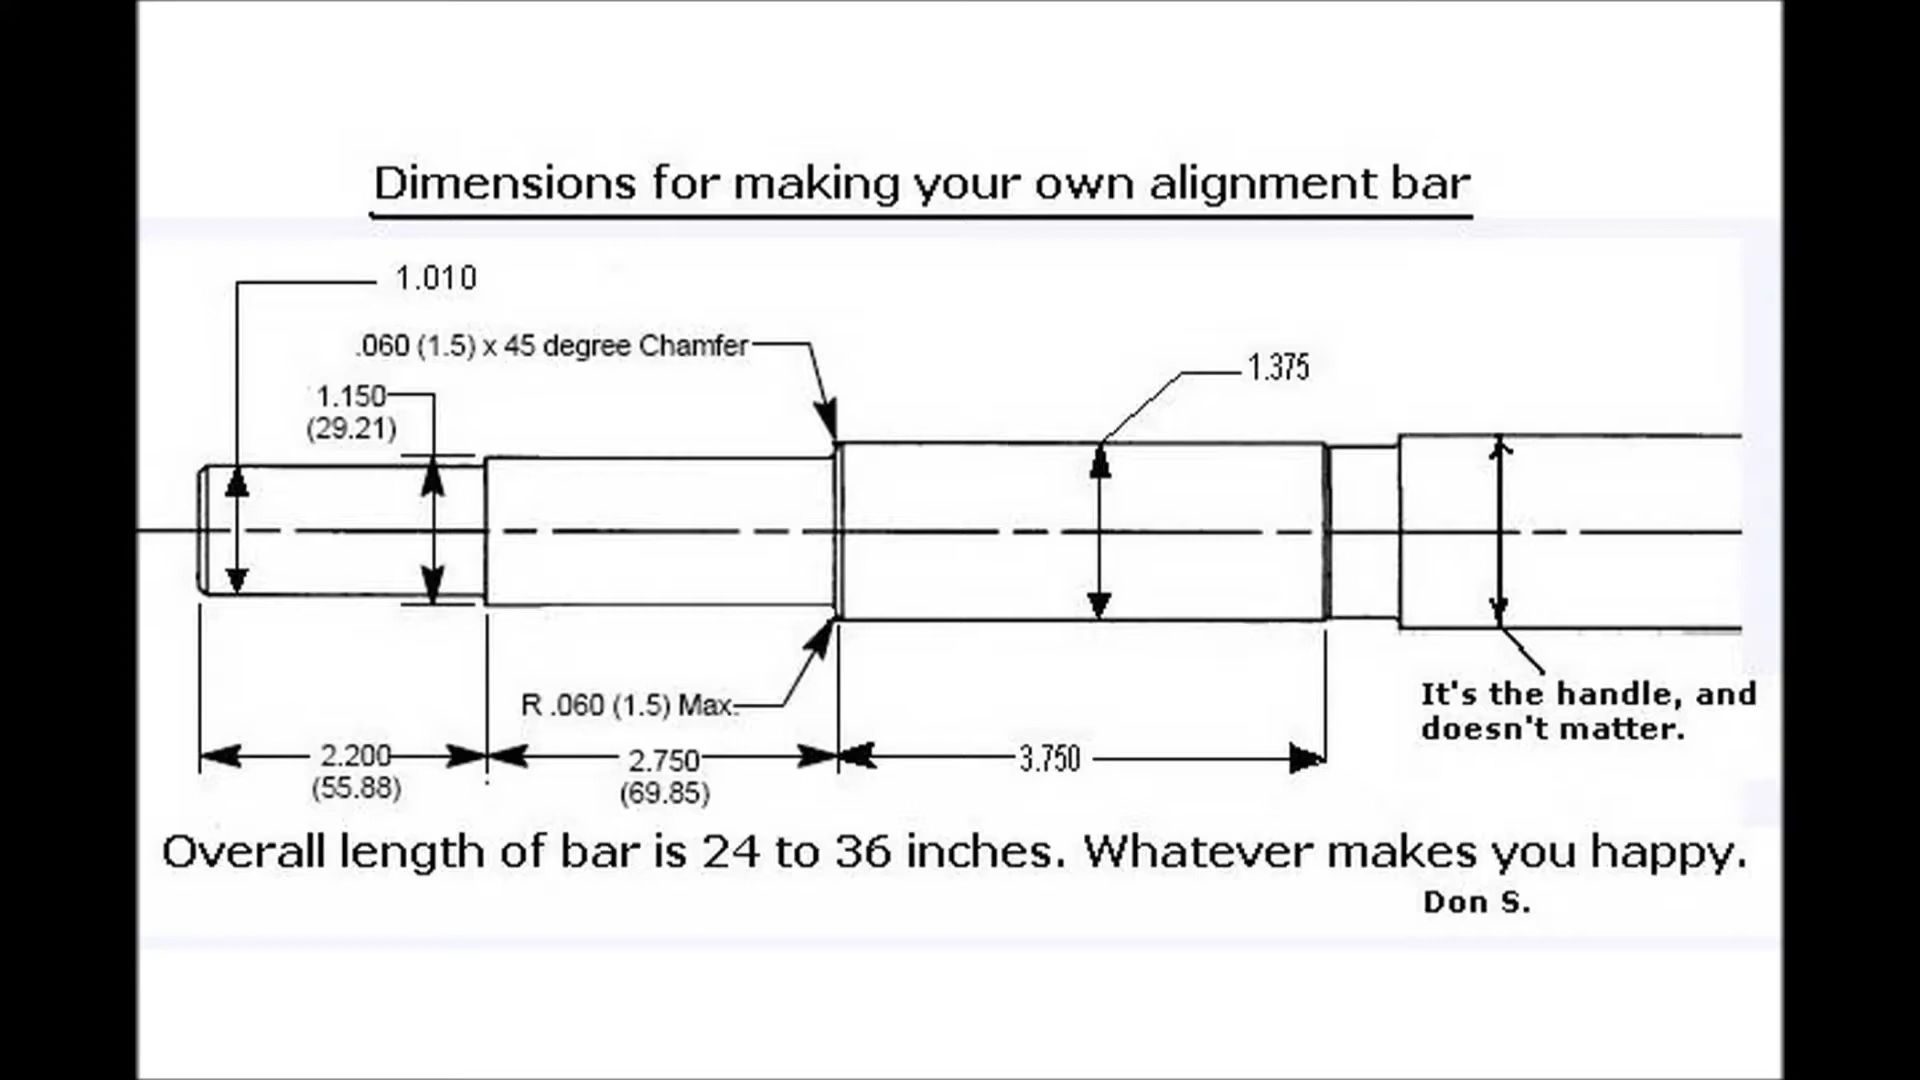 Dimensions for making your own alignment bar
1.010
.060 (1.5) x 45 degree Chamfer
1.375
1.150
(29.21)
R .060 (1.5) Max.
It's the handle, and
doesn't matter.
2.200
(55.88)
2.750
(69.85)
3.750
Overall length of bar is 24 to 36 inches. Whatever makes you happy.
Don S.